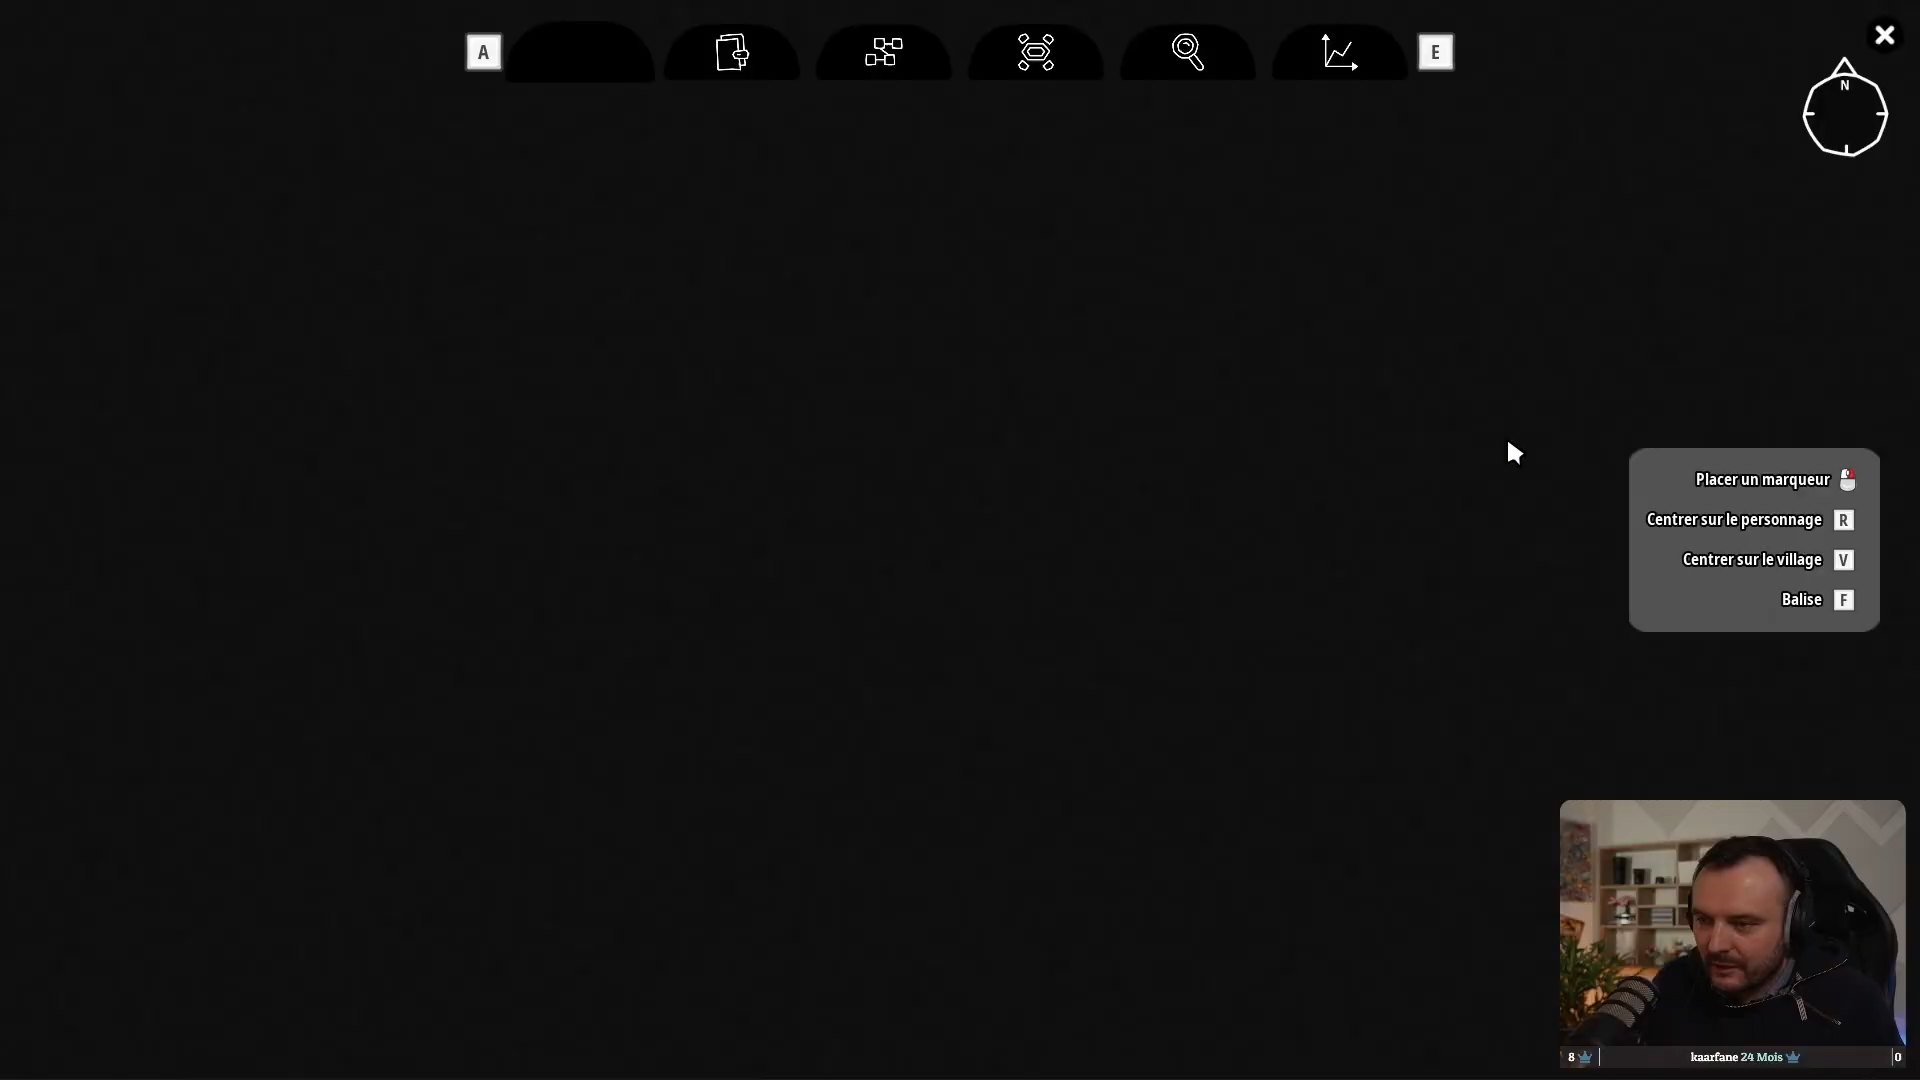 A
E
N
Placer un marqueur
Centrer sur le personnage R
Centrer sur le village V
Balise F
8 kaarfane 24 Mois 0